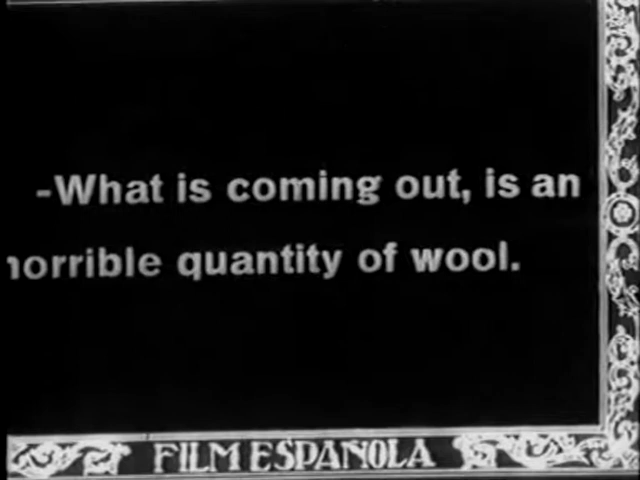 -What is coming out, is an
horrible quantity of wool.
FILM ESPAÑOLA